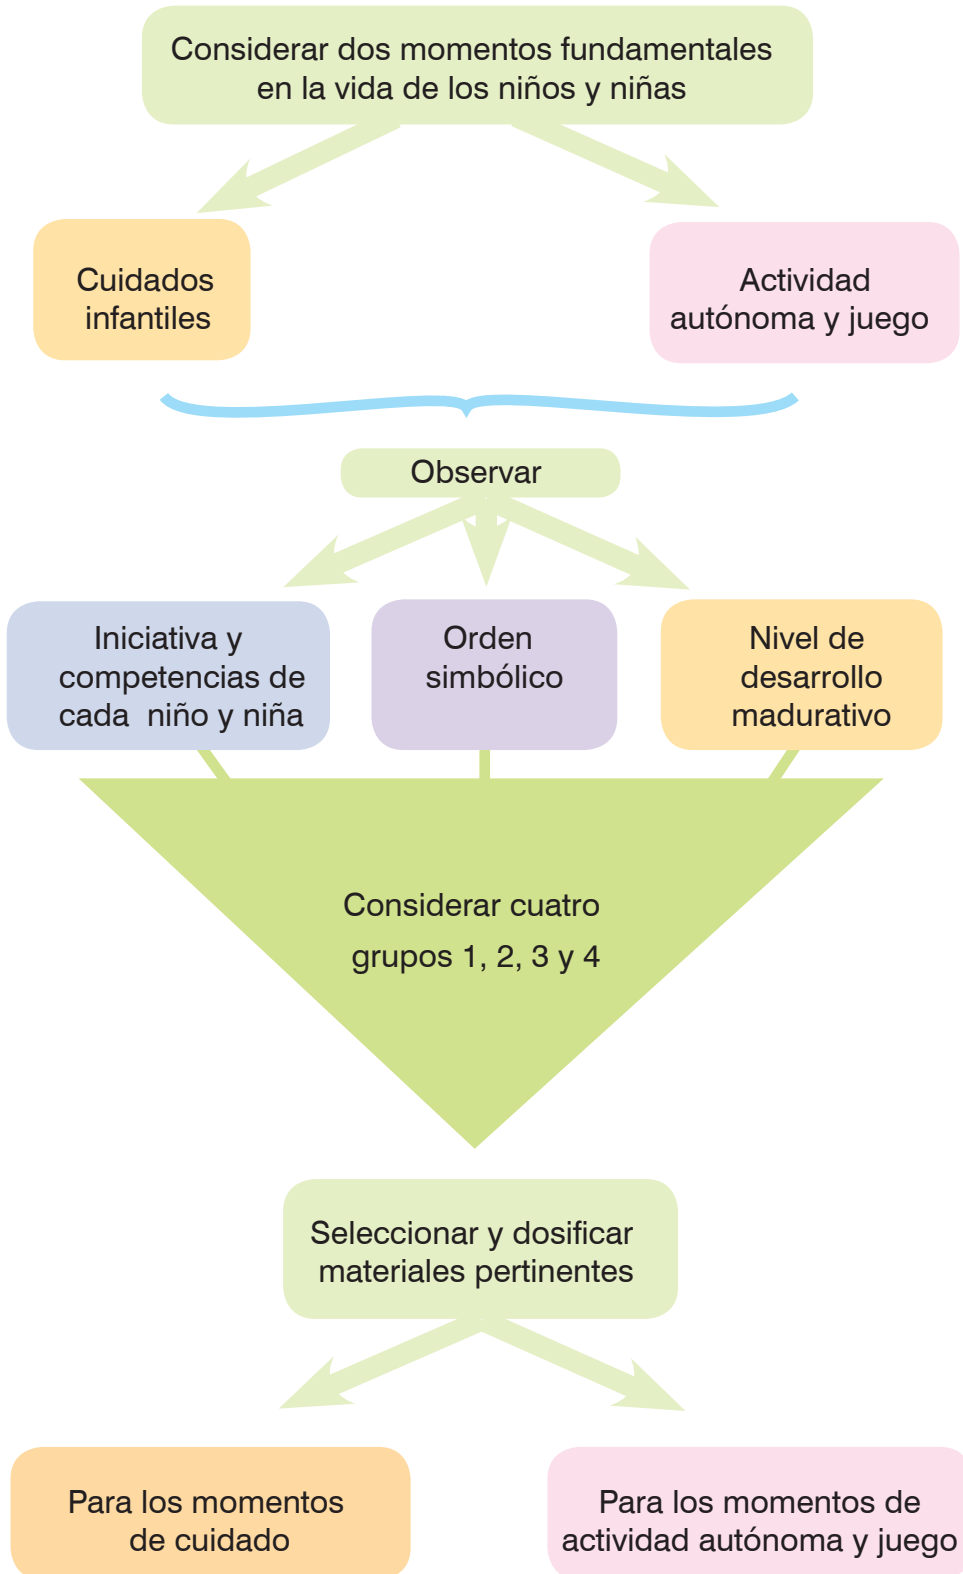 Considerar dos momentos fundamentales
en la vida de los niños y niñas
Cuidados
infantiles
Actividad
autónoma y juego
Observar
Iniciativa y
competencias de
cada niño y niña
Orden
simbólico
Nivel de
desarrollo
madurativo
Considerar cuatro
grupos 1, 2, 3 y 4
Seleccionar y dosificar
materiales pertinentes
Para los momentos
de cuidado
Para los momentos de
actividad autónoma y juego